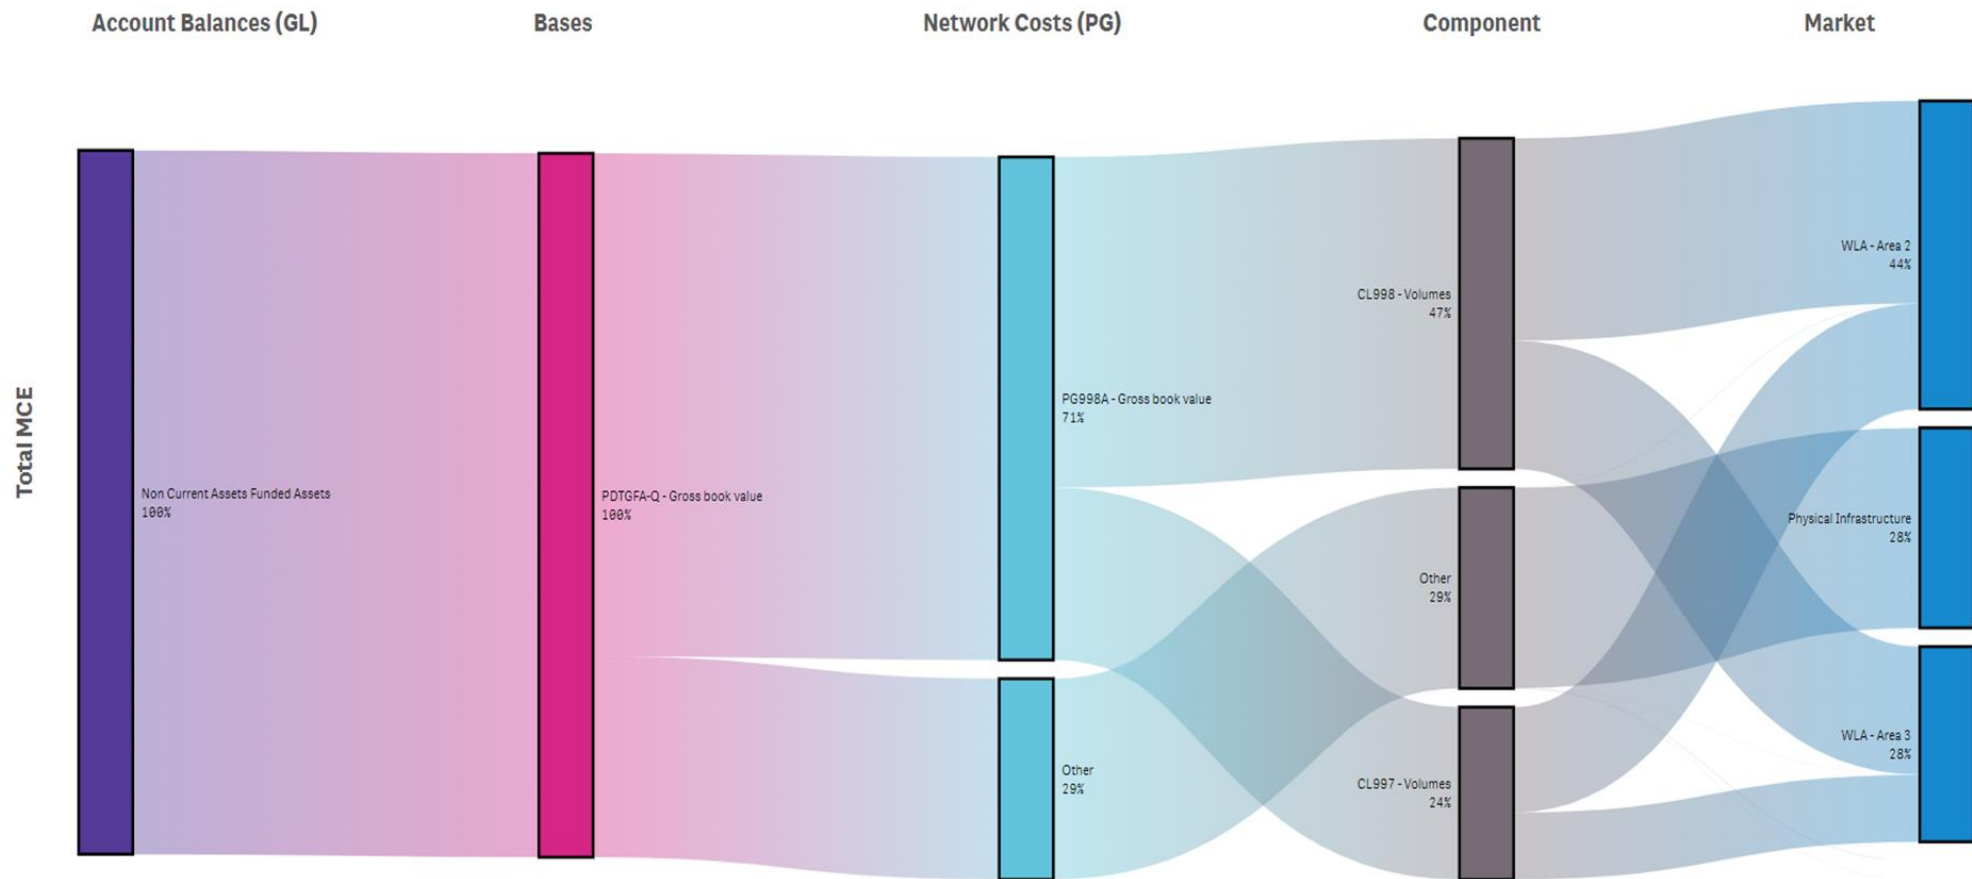 Account Balances (GL)
Bases
Network Costs (PG)
Component
Market
Total MCE
Non Current Assets Funded Assets
100%
PDTGFA-Q - Gross book value
100%
PG998A - Gross book value
71%
Other
29%
CL998 - Volumes
47%
Other
29%
CL997 - Volumes
24%
WLA - Area 2
44%
Physical Infrastructure
28%
WLA - Area 3
28%